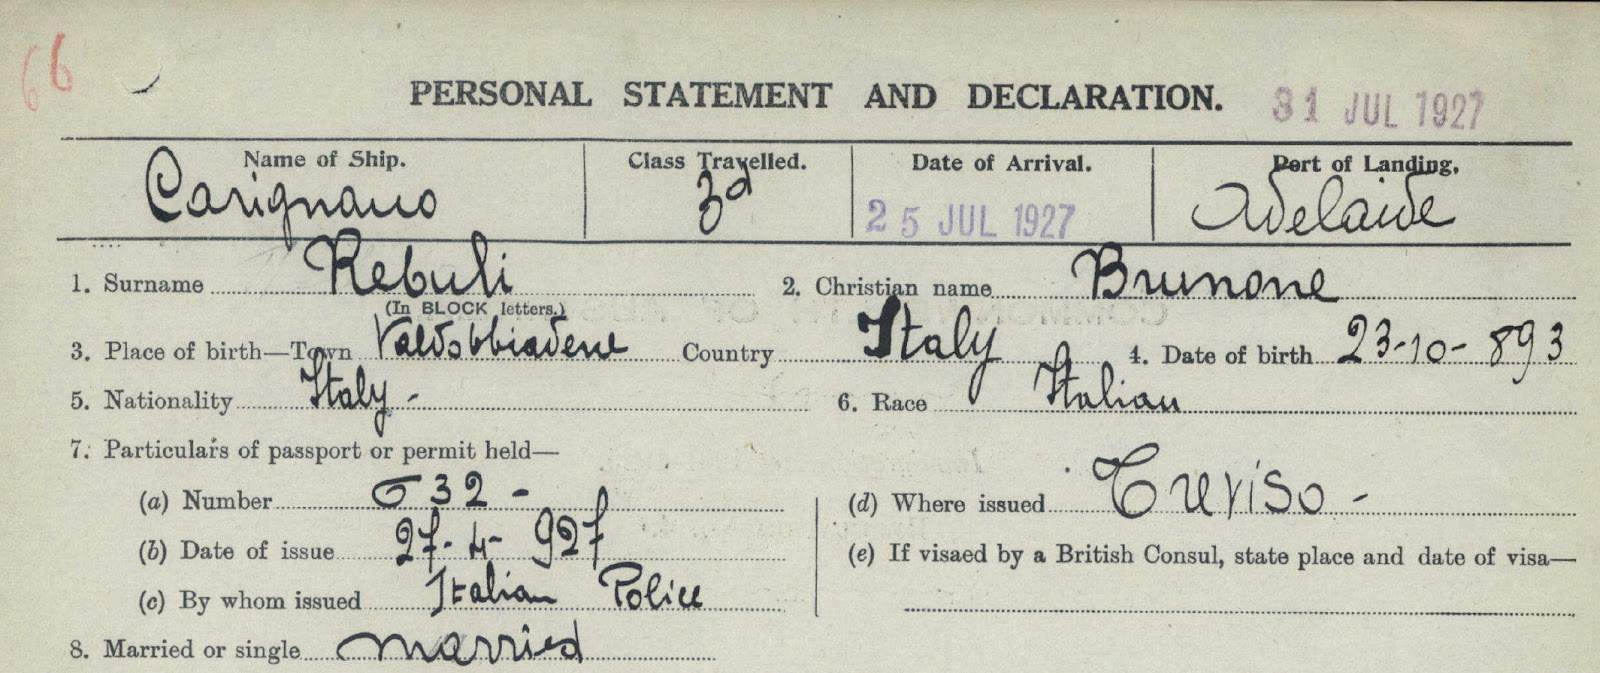 66
PERSONAL STATEMENT AND DECLARATION. 31 JUL 1927
Name of Ship. Class Travelled. Date of Arrival. Port of Landing.
Carignano 3d 25 JUL 1927 Adelaide
1. Surname Rebuli 2. Christian name Brunone
(In BLOCK letters.)
3. Place of birth—Town Valdobbiadene Country Italy 4. Date of birth 23-10-893
5. Nationality Italy - 6. Race Italian
7. Particulars of passport or permit held—
(a) Number 632 - (d) Where issued Treviso -
(b) Date of issue 27-4-927 (e) If visaed by a British Consul, state place and date of visa—
(c) By whom issued Italian Police
8. Married or single married